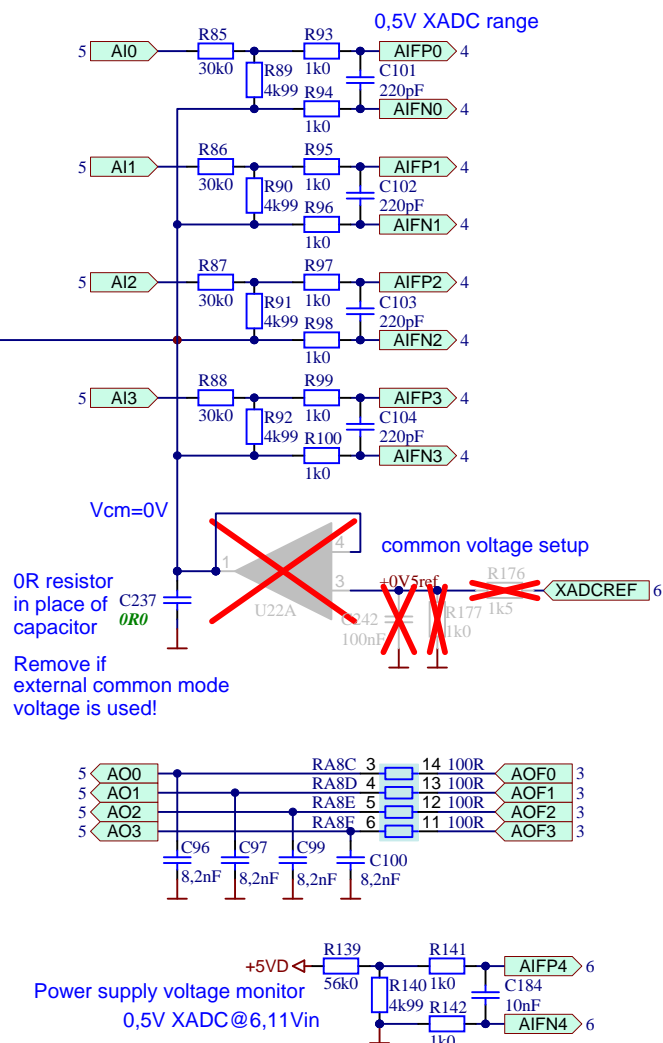 0,5V XADC range
R85
R93
5 AI0
AIFP0 4
30k0
R89
1k0
C101
4k99
R94
220pF
AIFN0 4
1k0
R86
R95
5 AI1
AIFP1 4
30k0
R90
1k0
C102
4k99
R96
220pF
AIFN1 4
1k0
R87
R97
5 AI2
AIFP2 4
30k0
R91
1k0
C103
4k99
R98
220pF
AIFN2 4
1k0
R88
R99
5 AI3
AIFP3 4
30k0
R92
1k0
C104
4k99
R100
220pF
AIFN3 4
1k0
Vcm=0V
4
common voltage setup
1
R176
0R resistor
3
+0V5ref
XADCREF 6
in place of
C237
U22A
C242
R177
1k5
capacitor
0R0
100nF
1k0
Remove if
external common mode
voltage is used!
5 AO0
RA8C 3
14 100R
AOF0 3
5 AO1
RA8D 4
13 100R
AOF1 3
5 AO2
RA8E 5
12 100R
AOF2 3
5 AO3
RA8F 6
11 100R
AOF3 3
C96
C97
C99
C100
8,2nF
8,2nF
8,2nF
8,2nF
R139
R141
+5VD
AIFP4 6
56k0
R140
1k0
C184
Power supply voltage monitor
4k99
R142
10nF
0,5V XADC@6,11Vin
AIFN4 6
1k0